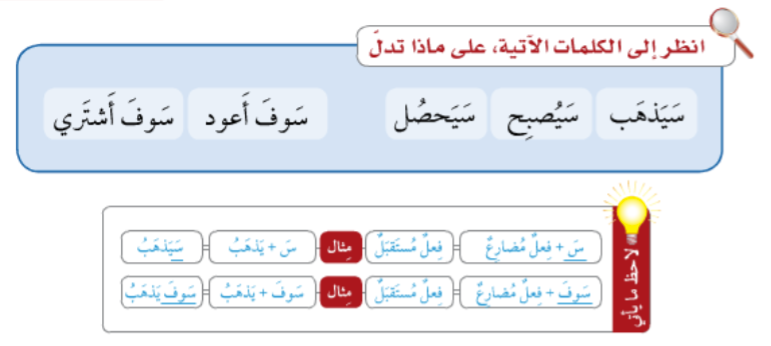 انظر إلى الكلمات الآتية، على ماذا تدلّ
سَيَذهَب سَيُصبِح سَيَحصُل سَوفَ أَعود سَوفَ أَشتَري
لاحظ ما يأتي
سَ + فِعلٌ مُضارِعٌ = فِعلٌ مُستَقبَلٌ مِثال سَ + يَذهَبُ = سَيَذهَبُ
سَوفَ + فِعلٌ مُضارِعٌ = فِعلٌ مُستَقبَلٌ مِثال سَوفَ + يَذهَبُ = سَوفَ يَذهَبُ